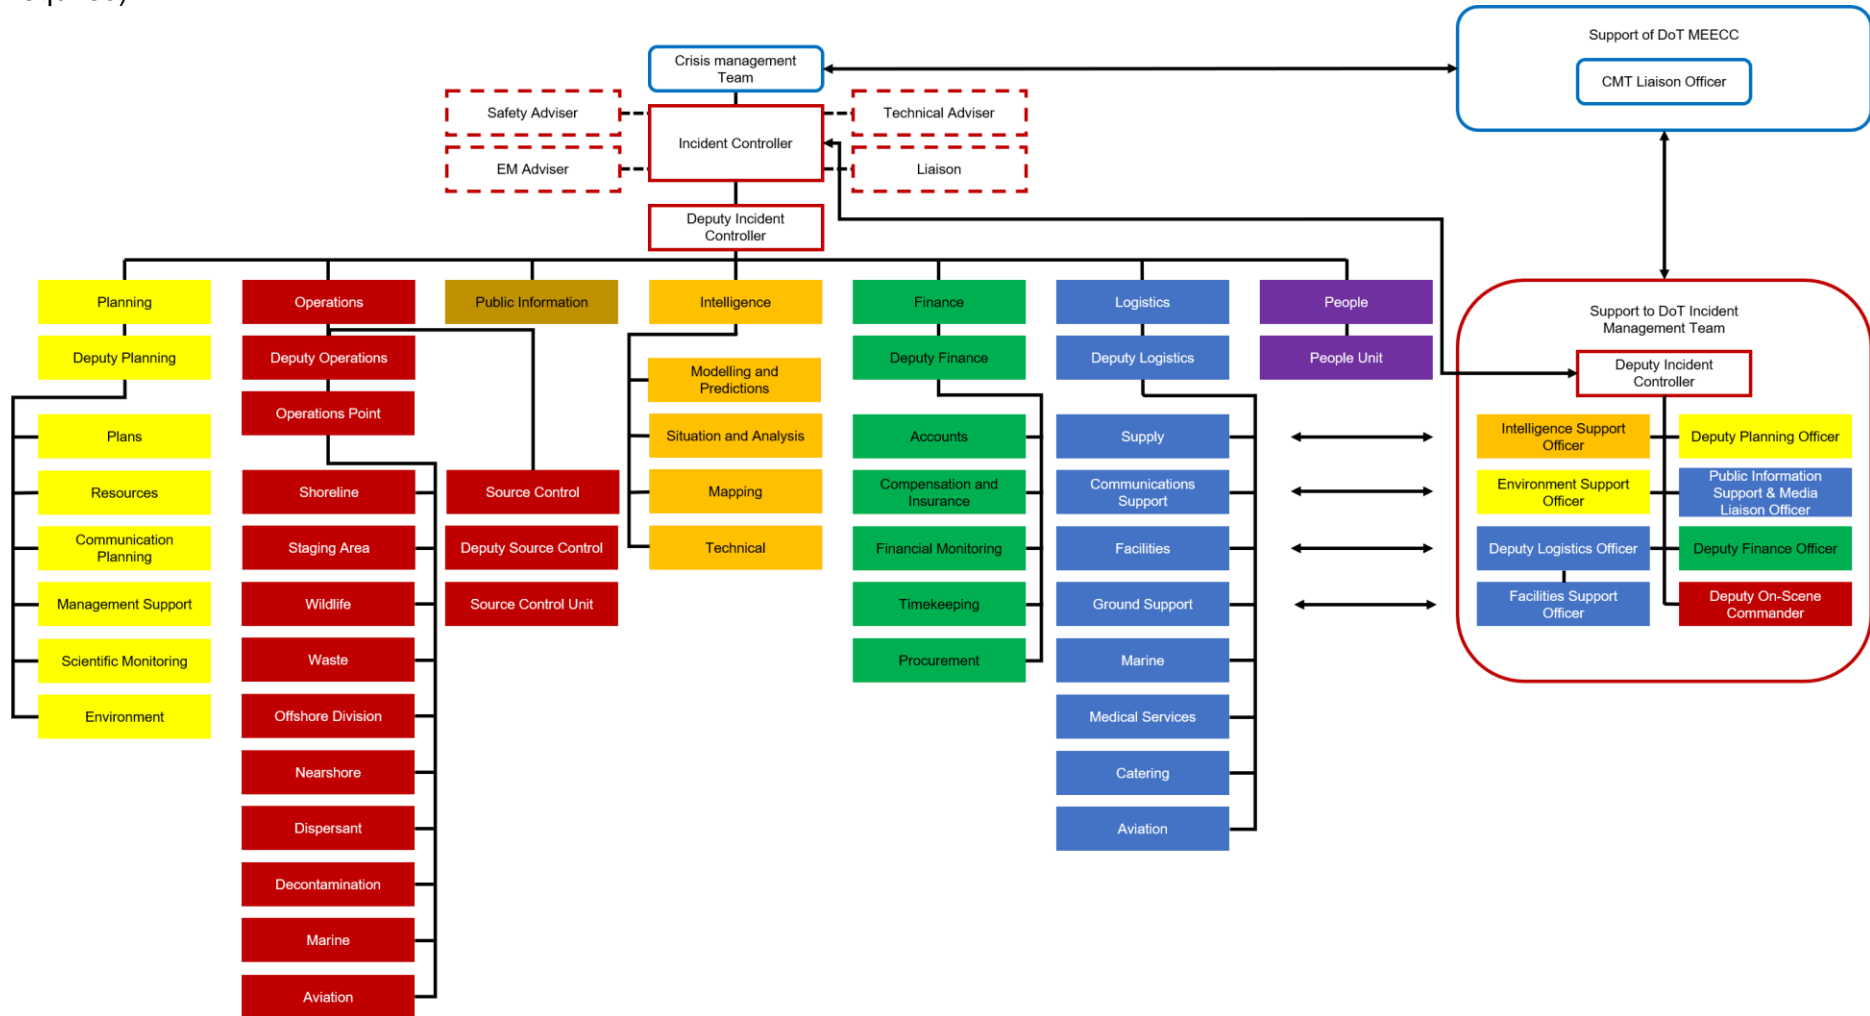 Support of DoT MEECC
Crisis management
Team
CMT Liaison Officer
Safety Adviser
Technical Adviser
Incident Controller
EM Adviser
Liaison
Deputy Incident
Controller
Planning
Operations
Public Information
Intelligence
Finance
Logistics
People
Support to DoT Incident
Management Team
Deputy Planning
Deputy Operations
Modelling and
Predictions
Deputy Finance
Deputy Logistics
People Unit
Deputy Incident
Controller
Operations Point
Plans
Situation and Analysis
Accounts
Supply
Intelligence Support
Officer
Deputy Planning Officer
Resources
Shoreline
Source Control
Mapping
Compensation and
Insurance
Communications
Support
Environment Support
Officer
Public Information
Support & Media
Liaison Officer
Communication
Planning
Staging Area
Deputy Source Control
Technical
Financial Monitoring
Facilities
Deputy Logistics Officer
Deputy Finance Officer
Management Support
Wildlife
Source Control Unit
Timekeeping
Ground Support
Facilities Support
Officer
Deputy On-Scene
Commander
Scientific Monitoring
Waste
Procurement
Marine
Environment
Offshore Division
Medical Services
Nearshore
Catering
Dispersant
Aviation
Decontamination
Marine
Aviation